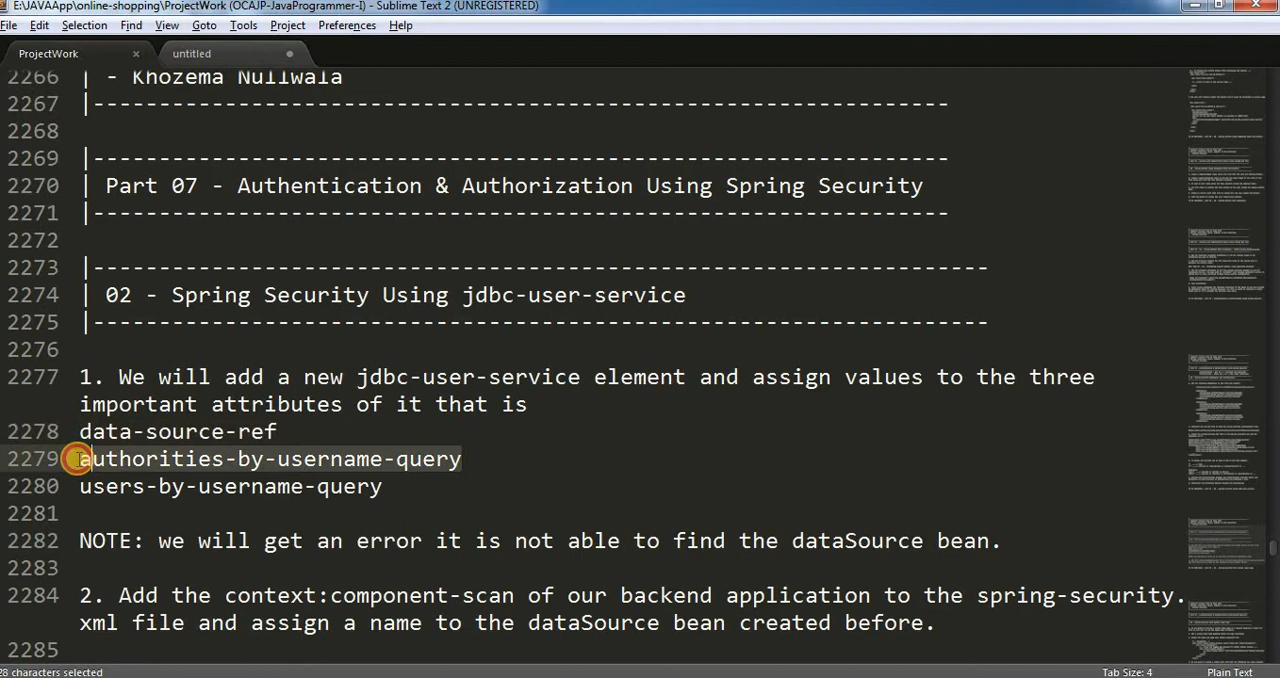 E:\JAVAApp\online-shopping\ProjectWork (OCAJP-JavaProgrammer-I) - Sublime Text 2 (UNREGISTERED)
File Edit Selection Find View Goto Tools Project Preferences Help
ProjectWork × untitled
2266 | - Khozema Nullwala
2267 |-----------------------------------------------------------------
2268
2269 |-----------------------------------------------------------------
2270 | Part 07 - Authentication & Authorization Using Spring Security
2271 |-----------------------------------------------------------------
2272
2273 |-----------------------------------------------------------------
2274 | 02 - Spring Security Using jdbc-user-service
2275 |--------------------------------------------------------------------
2276
2277 1. We will add a new jdbc-user-service element and assign values to the three
important attributes of it that is
2278 data-source-ref
2279 authorities-by-username-query
2280 users-by-username-query
2281
2282 NOTE: we will get an error it is not able to find the dataSource bean.
2283
2284 2. Add the context:component-scan of our backend application to the spring-security.
xml file and assign a name to the dataSource bean created before.
2285
28 characters selected Tab Size: 4 Plain Text